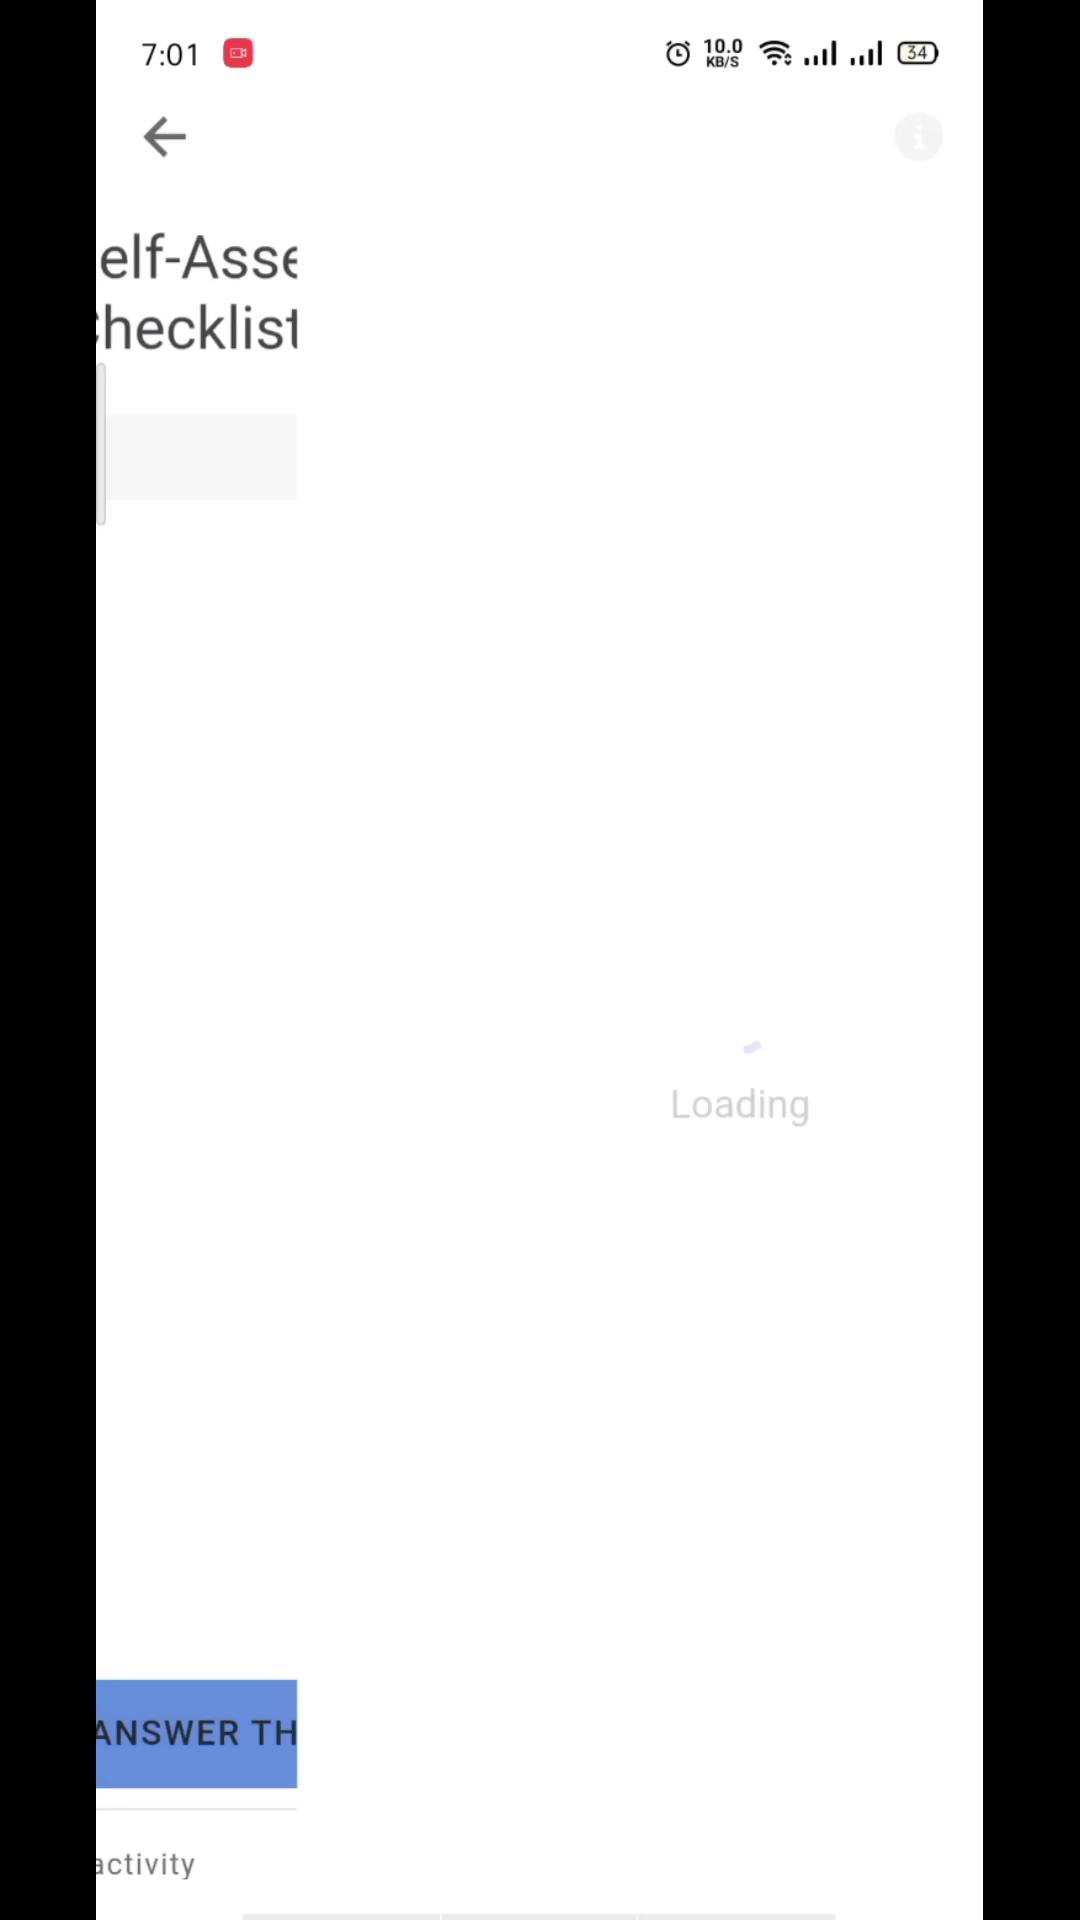 7:01 10.0 KB/S 34
elf-Asse
hecklist
Loading
ANSWER TH
activity